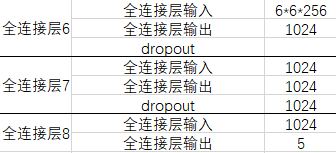 全连接层输入 6*6*256
全连接层6 全连接层输出 1024
dropout
全连接层输入 1024
全连接层7 全连接层输出 1024
dropout 1024
全连接层8 全连接层输入 1024
全连接层输出 5